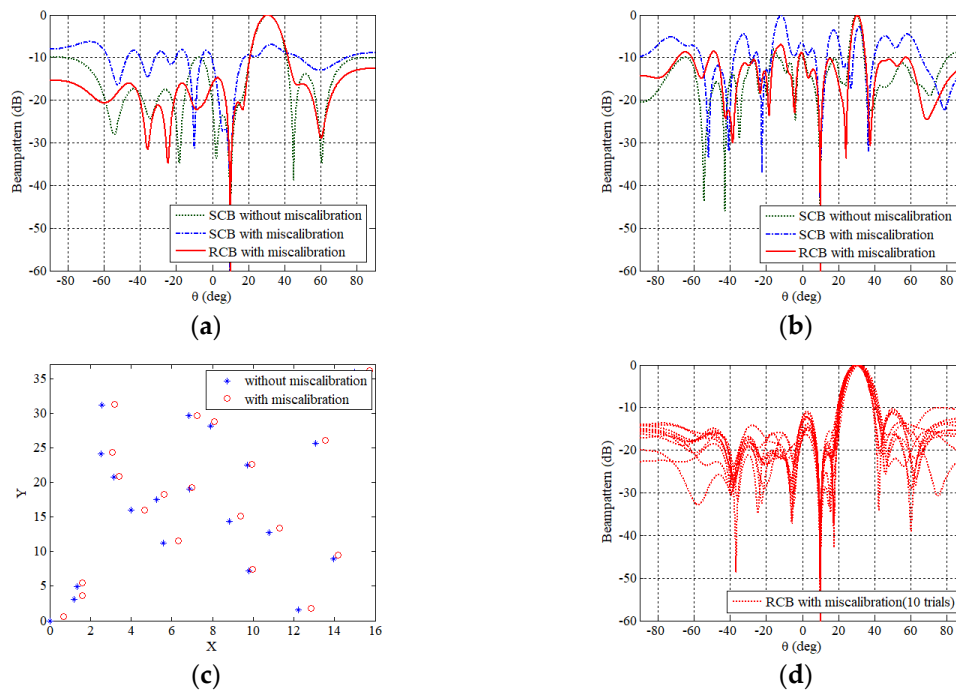 0
-10
-20
-30
-40
-50
-60
Beampattern (dB)
SCB without miscalibration
SCB with miscalibration
RCB with miscalibration
-80 -60 -40 -20 0 20 40 60 80
θ (deg)
(a)
0
-10
-20
-30
-40
-50
-60
Beampattern (dB)
SCB without miscalibration
SCB with miscalibration
RCB with miscalibration
-80 -60 -40 -20 0 20 40 60 80
θ (deg)
(b)
35
30
25
20
15
10
5
0
Y
without miscalibration
with miscalibration
0 2 4 6 8 10 12 14 16
X
(c)
0
-10
-20
-30
-40
-50
-60
Beampattern (dB)
RCB with miscalibration(10 trials)
-80 -60 -40 -20 0 20 40 60 80
θ (deg)
(d)